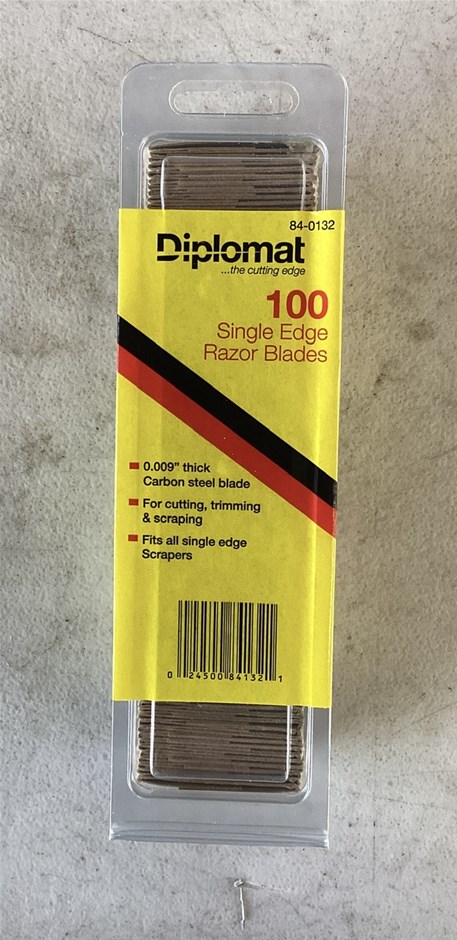 84-0132
Diplomat
...the cutting edge
100
Single Edge
Razor Blades
0.009” thick
Carbon steel blade
For cutting, trimming
& scraping
Fits all single edge
Scrapers
0 24500 84132 1